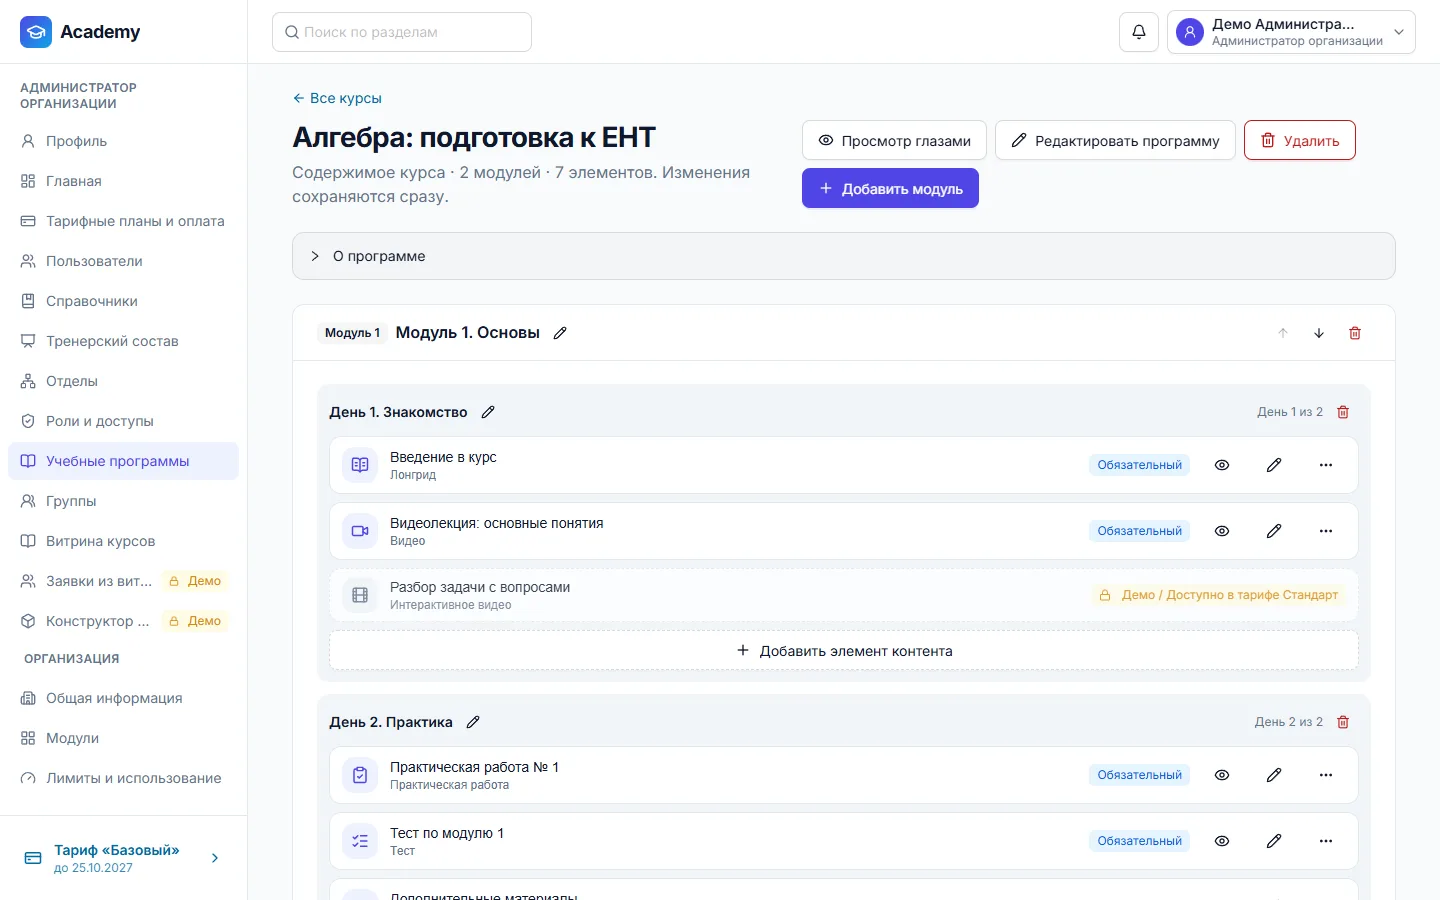 Academy
Поиск по разделам
Демо Администра...
Администратор организации
АДМИНИСТРАТОР
ОРГАНИЗАЦИИ
Профиль
Главная
Тарифные планы и оплата
Пользователи
Справочники
Тренерский состав
Отделы
Роли и доступы
Учебные программы
Группы
Витрина курсов
Заявки из вит... Демо
Конструктор ... Демо
ОРГАНИЗАЦИЯ
Общая информация
Модули
Лимиты и использование
Тариф «Базовый»
до 25.10.2027
← Все курсы
Алгебра: подготовка к ЕНТ
Содержимое курса · 2 модулей · 7 элементов. Изменения
сохраняются сразу.
Просмотр глазами
Редактировать программу
Удалить
+ Добавить модуль
О программе
Модуль 1 Модуль 1. Основы
День 1. Знакомство
День 1 из 2
Введение в курс
Лонгрид
Обязательный
Видеолекция: основные понятия
Видео
Обязательный
Разбор задачи с вопросами
Интерактивное видео
Демо / Доступно в тарифе Стандарт
+ Добавить элемент контента
День 2. Практика
День 2 из 2
Практическая работа № 1
Практическая работа
Обязательный
Тест по модулю 1
Тест
Обязательный
Дополнительные материалы